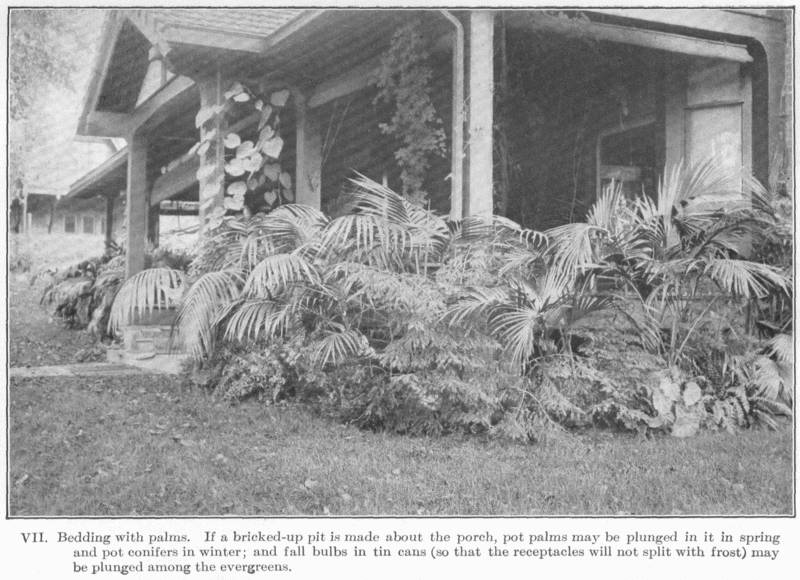 VII. Bedding with palms. If a bricked-up pit is made about the porch, pot palms may be plunged in it in spring
and pot conifers in winter; and fall bulbs in tin cans (so that the receptacles will not split with frost) may
be plunged among the evergreens.